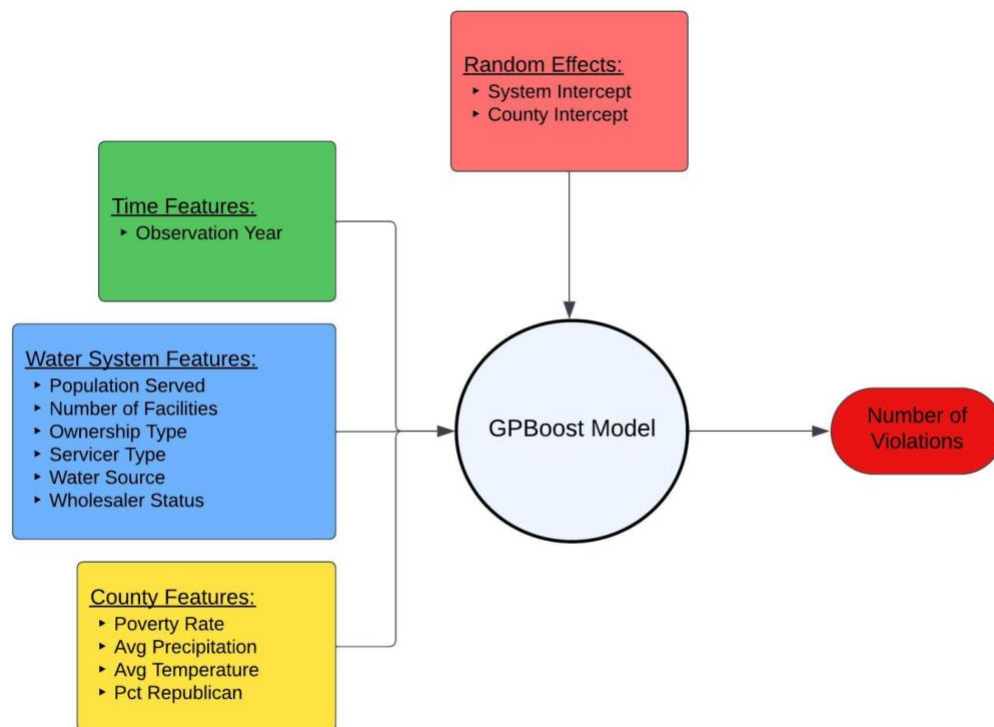 Random Effects:
‣ System Intercept
‣ County Intercept
Time Features:
‣ Observation Year
Water System Features:
‣ Population Served
‣ Number of Facilities
‣ Ownership Type
‣ Servicer Type
‣ Water Source
‣ Wholesaler Status
County Features:
‣ Poverty Rate
‣ Avg Precipitation
‣ Avg Temperature
‣ Pct Republican
GPBoost Model
Number of
Violations